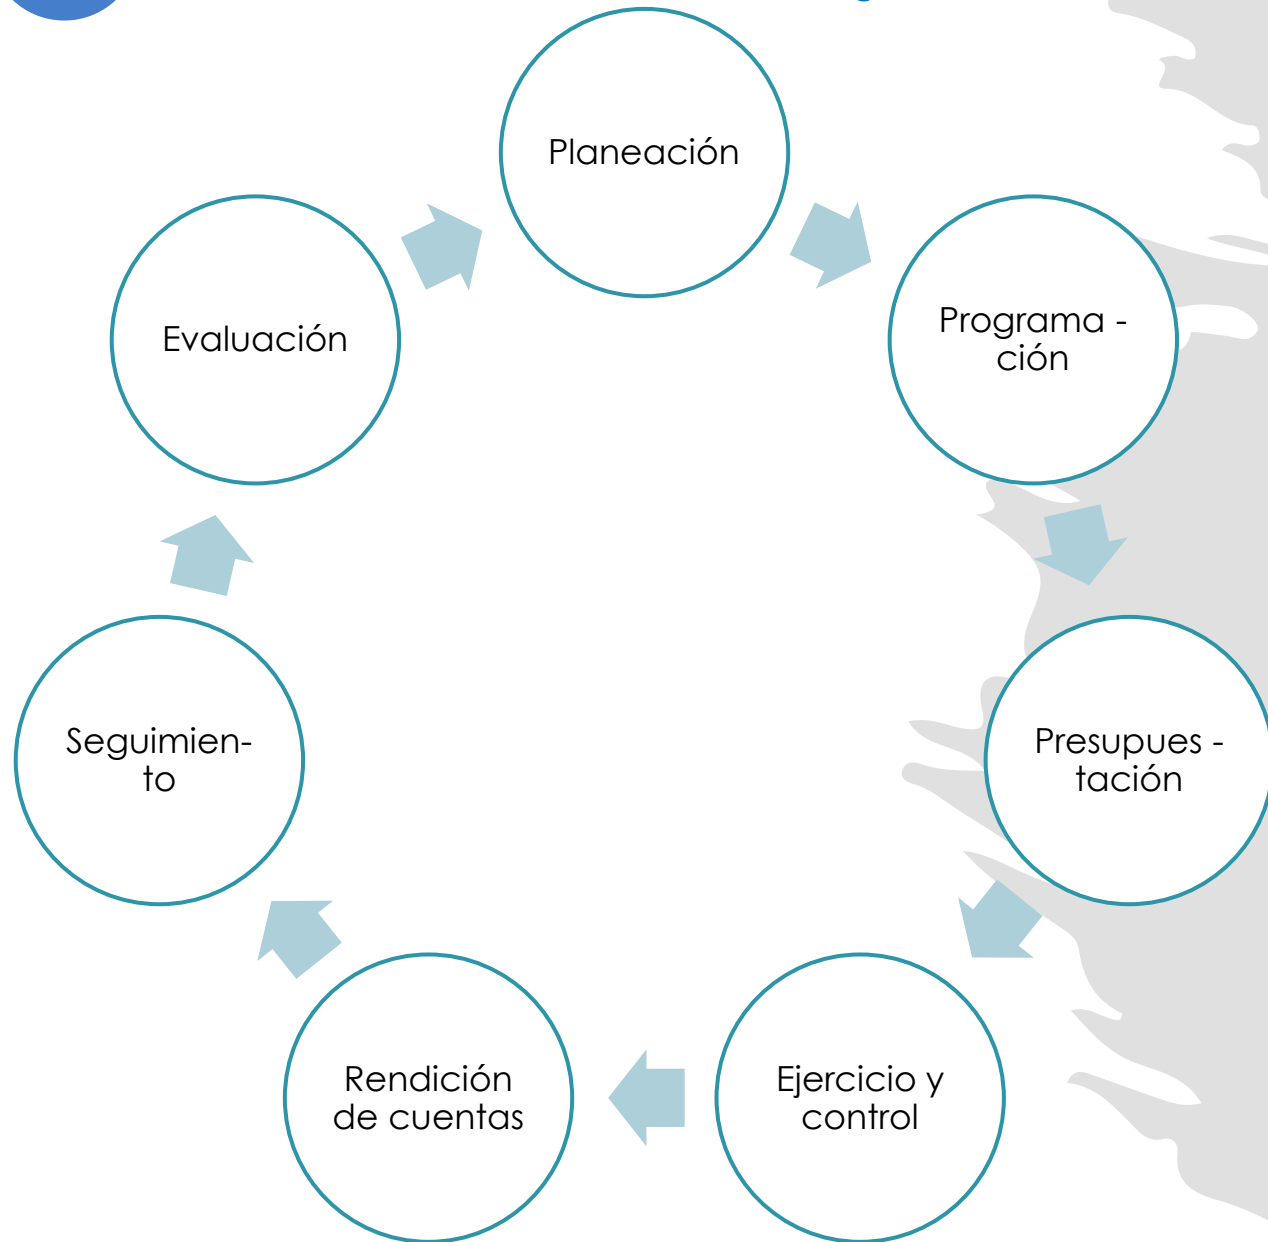 Planeación
Programa -
ción
Presupues -
tación
Ejercicio y
control
Rendición
de cuentas
Seguimien-
to
Evaluación